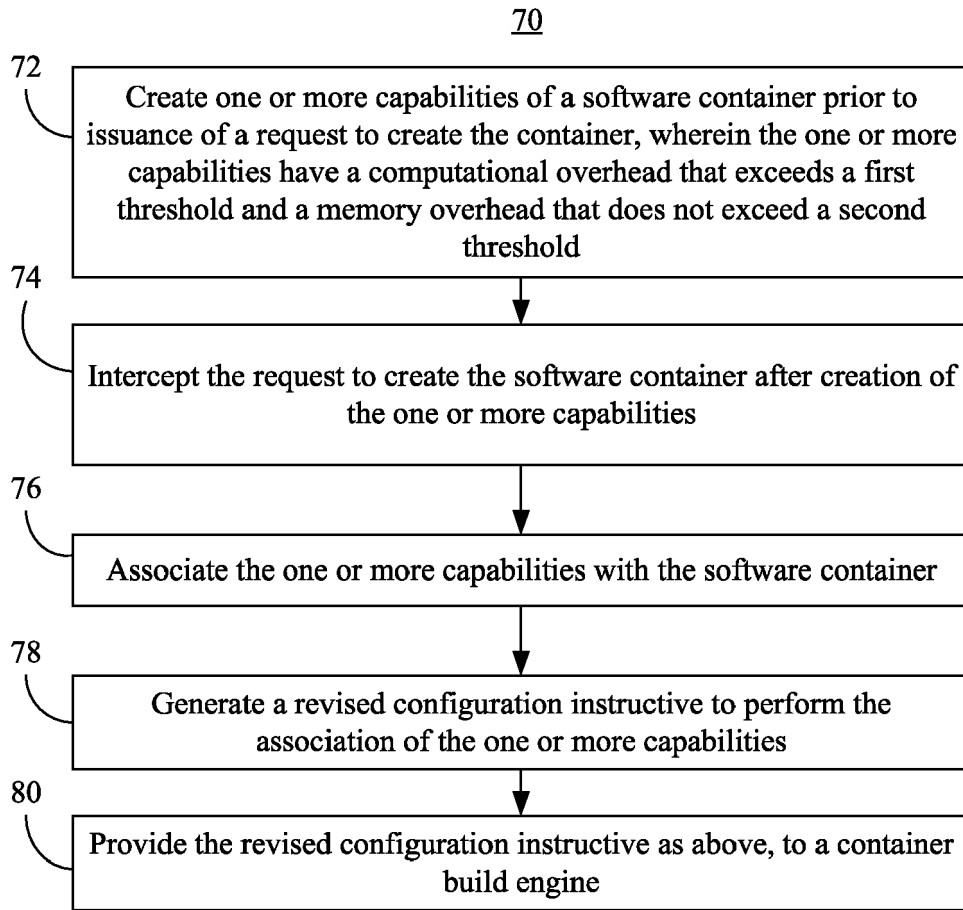 70
72
Create one or more capabilities of a software container prior to
issuance of a request to create the container, wherein the one or more
capabilities have a computational overhead that exceeds a first
threshold and a memory overhead that does not exceed a second
threshold
74
Intercept the request to create the software container after creation of
the one or more capabilities
76
Associate the one or more capabilities with the software container
78
Generate a revised configuration instructive to perform the
association of the one or more capabilities
80
Provide the revised configuration instructive as above, to a container
build engine